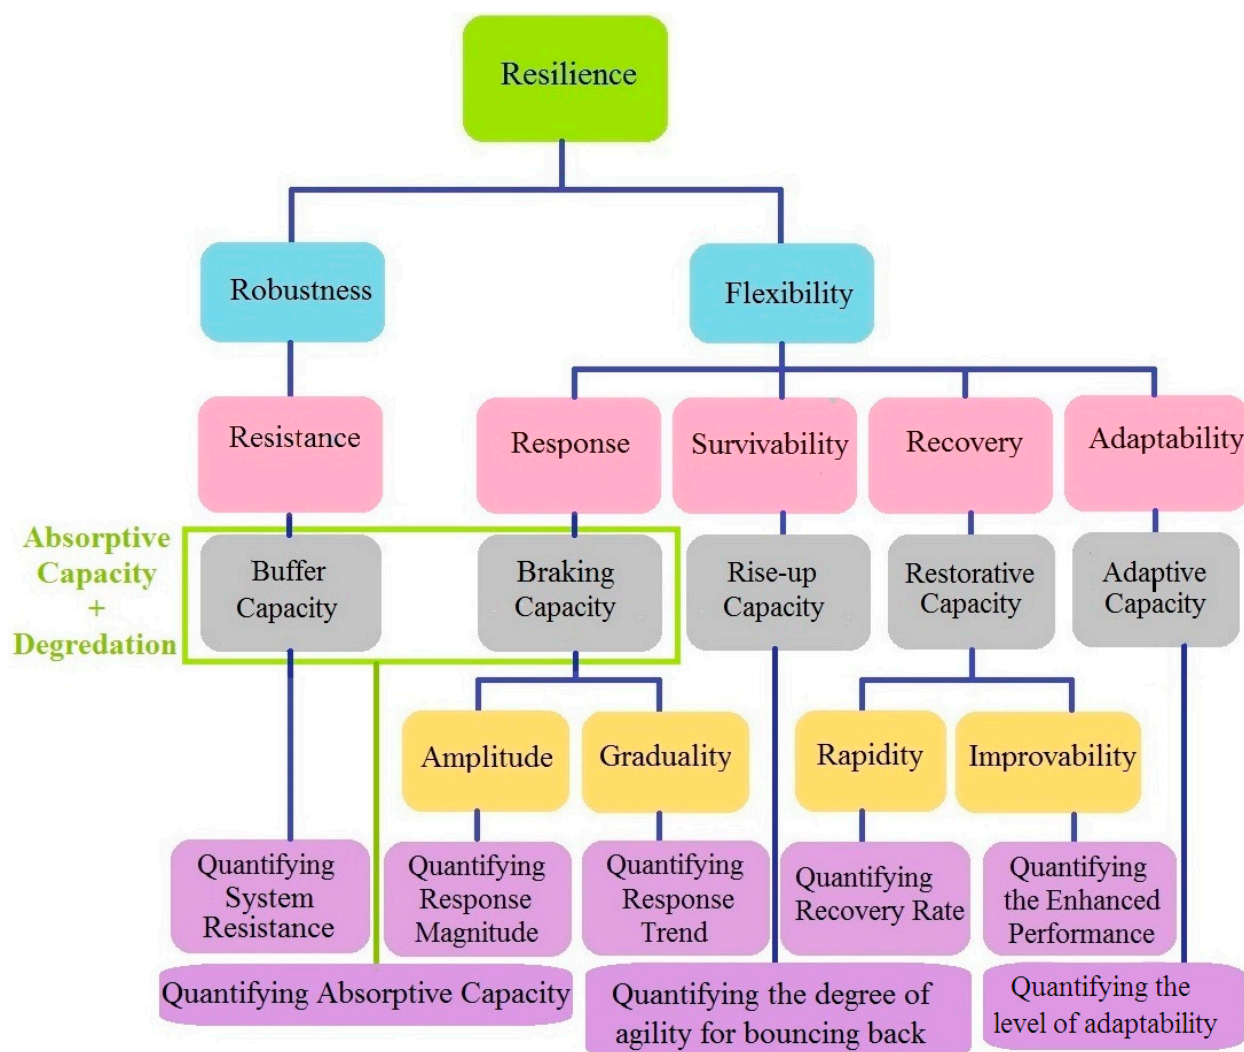 Resilience
Robustness
Flexibility
Resistance
Response
Survivability
Recovery
Adaptability
Absorptive
Capacity
+
Degredation
Buffer
Capacity
Braking
Capacity
Rise-up
Capacity
Restorative
Capacity
Adaptive
Capacity
Amplitude
Graduality
Rapidity
Improvability
Quantifying
System
Resistance
Quantifying
Response
Magnitude
Quantifying
Response
Trend
Quantifying
Recovery Rate
Quantifying
the Enhanced
Performance
Quantifying Absorptive Capacity
Quantifying the degree of
agility for bouncing back
Quantifying the
level of adaptability